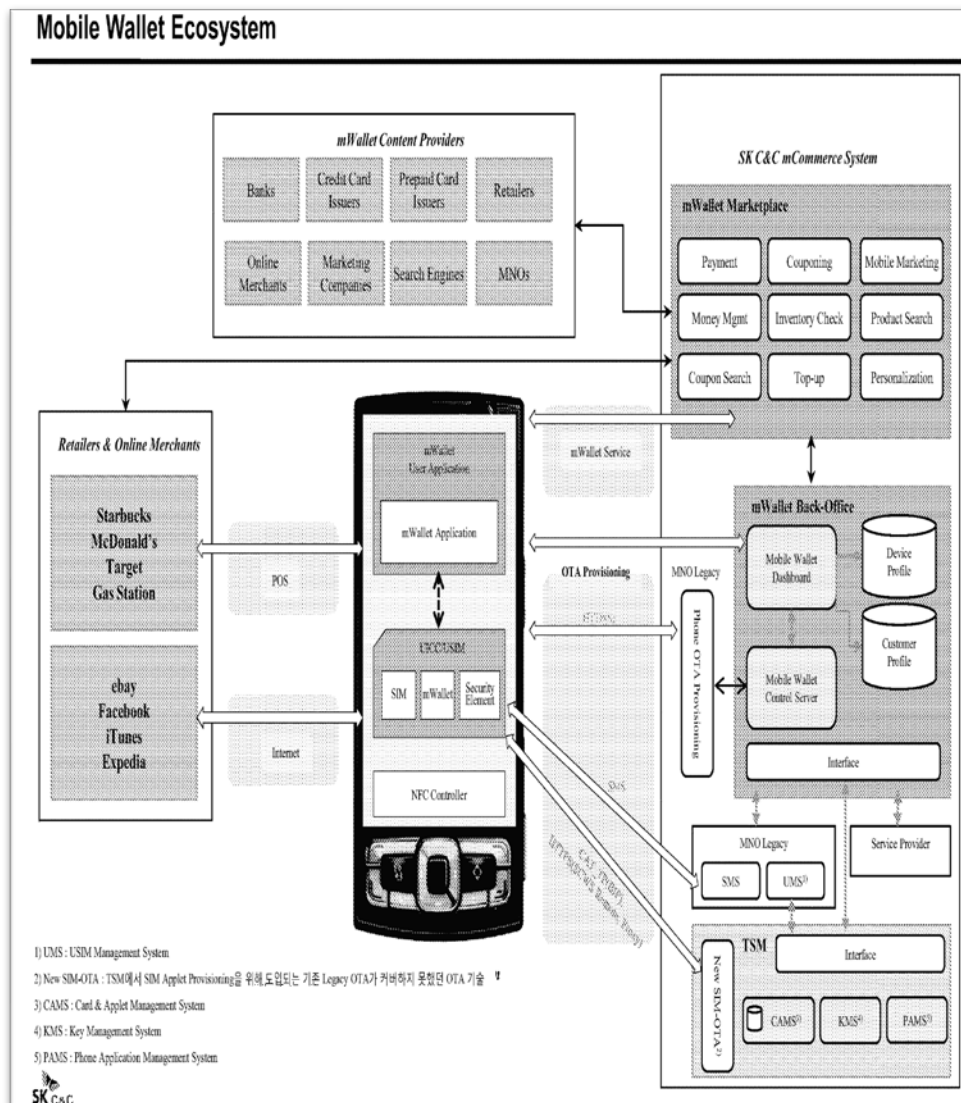 Mobile Wallet Ecosystem
mWallet Content Providers
Banks
Credit Card
Issuers
Prepaid Card
Issuers
Retailers
Online
Merchants
Marketing
Companies
Search Engines
MNOs
SK C&C mCommerce System
mWallet Marketplace
Payment
Couponing
Mobile Marketing
Money Mgmt
Inventory Check
Product Search
Coupon Search
Top-up
Personalization
Retailers & Online Merchants
Starbucks
McDonald's
Target
Gas Station
ebay
Facebook
iTunes
Expedia
POS
Internet
mWallet
User Application
mWallet Application
UICC/USIM
SIM
mWallet
Security
Element
NFC Controller
mWallet Service
OTA Provisioning
SMS
MNO Legacy
Phone OTA Provisioning
mWallet Back-Office
Mobile Wallet
Dashboard
Device
Profile
Customer
Profile
Mobile Wallet
Control Server
Interface
MNO Legacy
SMS
UMS1)
Service Provider
TSM
Interface
New SIM-OTA2)
CAMS3)
KMS4)
PAMS5)
1) UMS : USIM Management System
2) New SIM-OTA : TSM에서 SIM Applet Provisioning을 위해 도입되는 기존 Legacy OTA가 커버하지 못했던 OTA 기술
3) CAMS : Card & Applet Management System
4) KMS : Key Management System
5) PAMS : Phone Application Management System
SK C&C